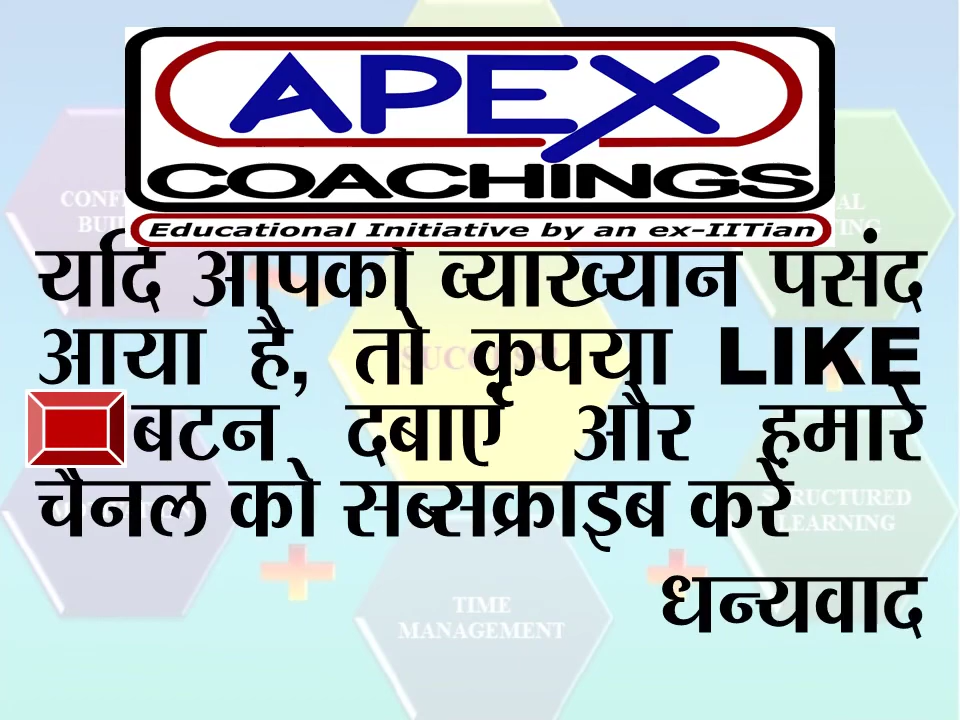 APEX
COACHINGS
Educational Initiative by an ex-IITian
यदि आपको व्याख्यान पसंद
आया है, तो कृपया LIKE
बटन दबाएं और हमारे
चैनल को सब्सक्राइब करें
धन्यवाद
SUCCESS
STRUCTURED
LEARNING
TIME
MANAGEMENT